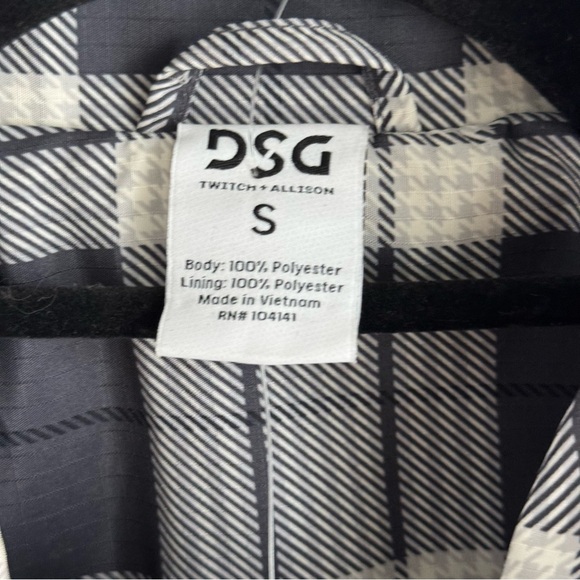 DSG
TWITCH + ALLISON
S
Body: 100% Polyester
Lining: 100% Polyester
Made in Vietnam
RN# 104141